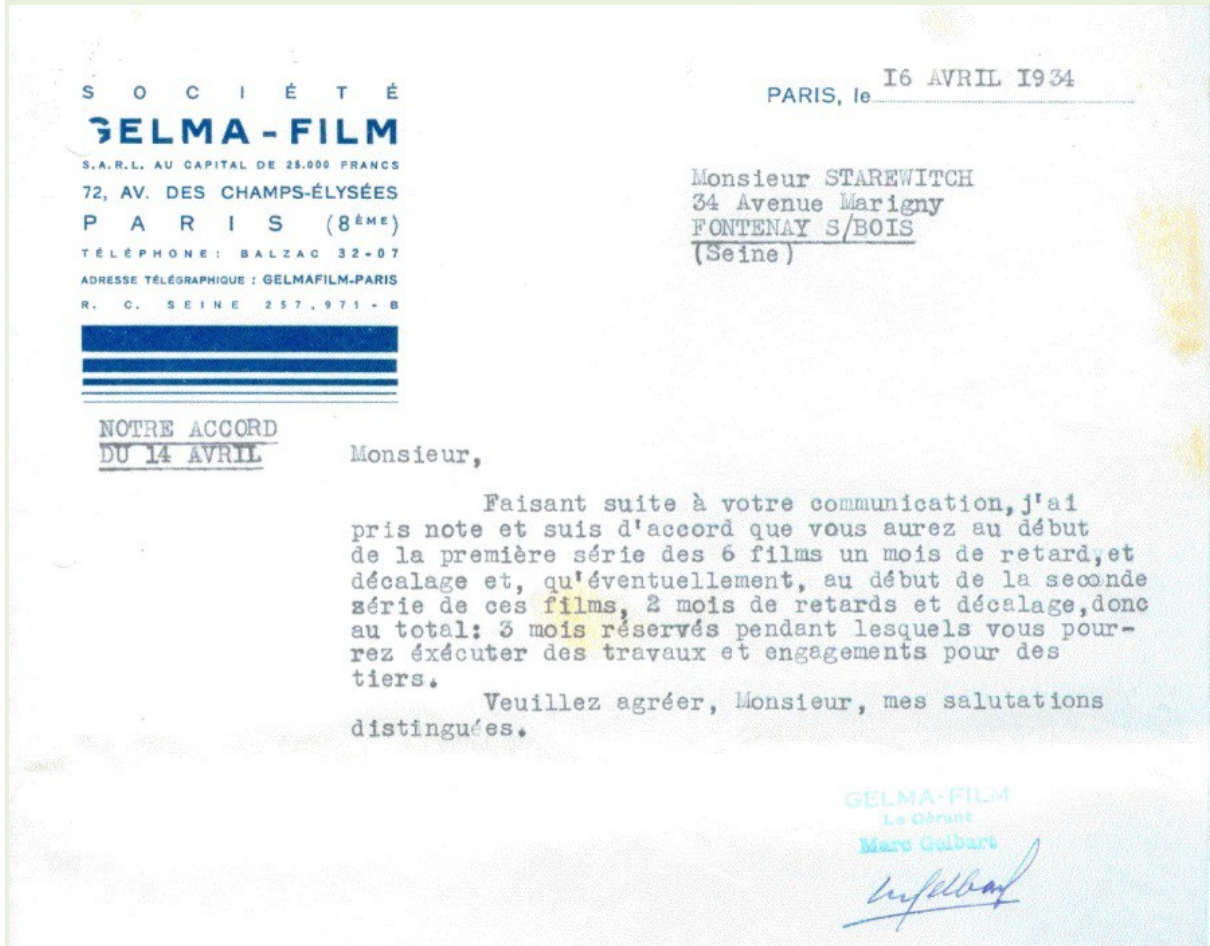 SOCIÉTÉ
GELMA-FILM
S.A.R.L. AU CAPITAL DE 25.000 FRANCS
72, AV. DES CHAMPS-ÉLYSÉES
PARIS (8ÈME)
TÉLÉPHONE: BALZAC 32-07
ADRESSE TÉLÉGRAPHIQUE : GELMAFILM-PARIS
R. C. SEINE 257.971 - B
PARIS, le 16 AVRIL 1934
Monsieur STAREWITCH
34 Avenue Marigny
FONTENAY S/BOIS
(Seine)
NOTRE ACCORD
DU 14 AVRIL
Monsieur,
Faisant suite à votre communication, j'ai
pris note et suis d'accord que vous aurez au début
de la première série des 6 films un mois de retard, et
décalage et, qu'éventuellement, au début de la seconde
série de ces films, 2 mois de retards et décalage, donc
au total: 3 mois réservés pendant lesquels vous pour-
rez éxécuter des travaux et engagements pour des
tiers.
Veuillez agréer, Monsieur, mes salutations
distinguées.
GELMA-FILM
Le Gérant
Marc Gelbart